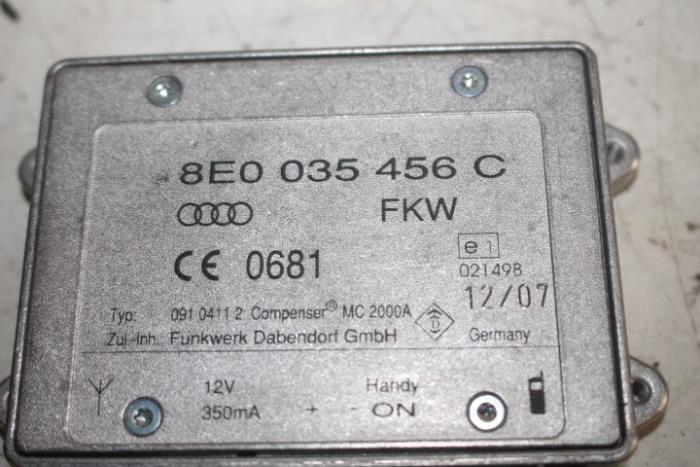 8E0 035 456 C
FKW
CE 0681
e1
021498
12/07
Typ: 091 0411 2 Compenser® MC 2000A
Zul.-Inh. Funkwerk Dabendorf GmbH
Germany
12V
350mA
+ -
Handy
ON